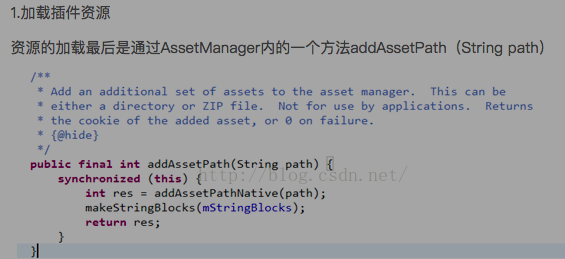 1.加载插件资源
资源的加载最后是通过AssetManager内的一个方法addAssetPath（String path）
/**
 * Add an additional set of assets to the asset manager.  This can be
 * either a directory or ZIP file.  Not for use by applications.  Returns
 * the cookie of the added asset, or 0 on failure.
 * {@hide}
 */
public final int addAssetPath(String path) {
    synchronized (this) {
http://blog.csdn.net/
        int res = addAssetPathNative(path);
        makeStringBlocks(mStringBlocks);
        return res;
    }
}